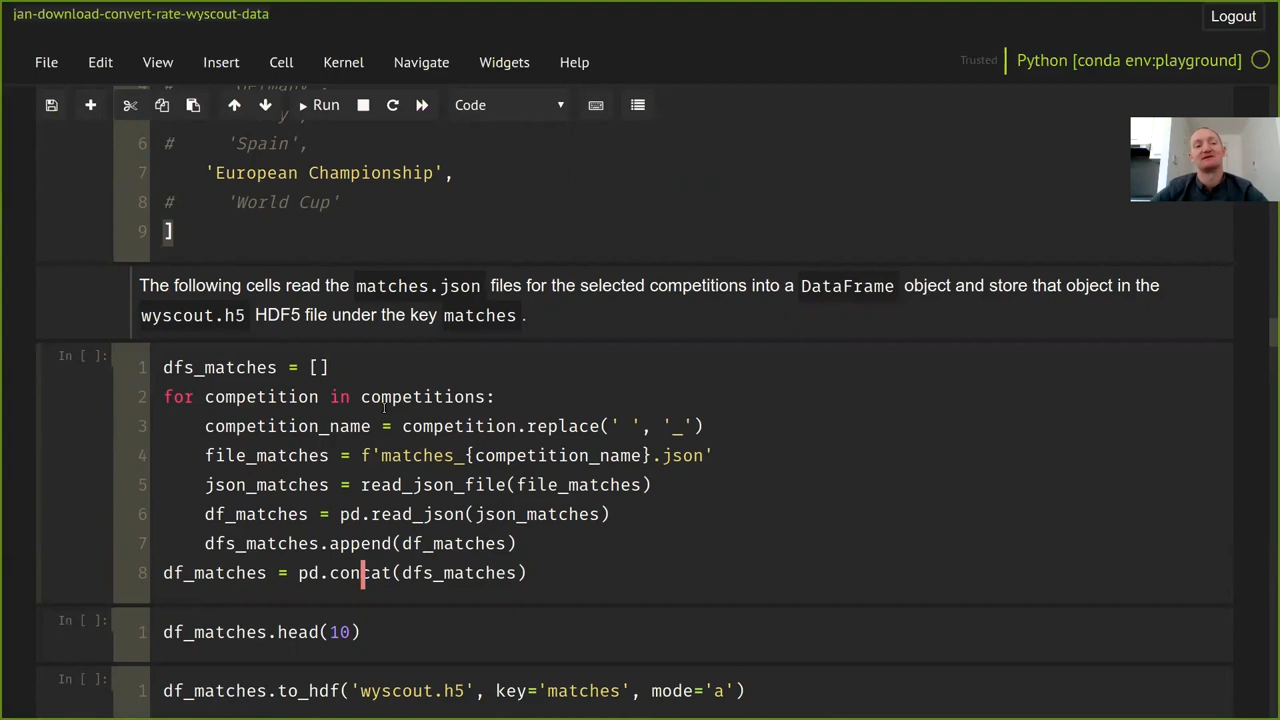 jan-download-convert-rate-wyscout-data
Logout
File Edit View Insert Cell Kernel Navigate Widgets Help
Trusted Python [conda env:playground]
Run Code
6 # 'Spain',
7 'European Championship',
8 # 'World Cup'
9 ]
The following cells read the matches.json files for the selected competitions into a DataFrame object and store that object in the
wyscout.h5 HDF5 file under the key matches.
In [ ]:
1 dfs_matches = []
2 for competition in competitions:
3 competition_name = competition.replace(' ', '_')
4 file_matches = f'matches_{competition_name}.json'
5 json_matches = read_json_file(file_matches)
6 df_matches = pd.read_json(json_matches)
7 dfs_matches.append(df_matches)
8 df_matches = pd.concat(dfs_matches)
In [ ]:
1 df_matches.head(10)
In [ ]:
1 df_matches.to_hdf('wyscout.h5', key='matches', mode='a')